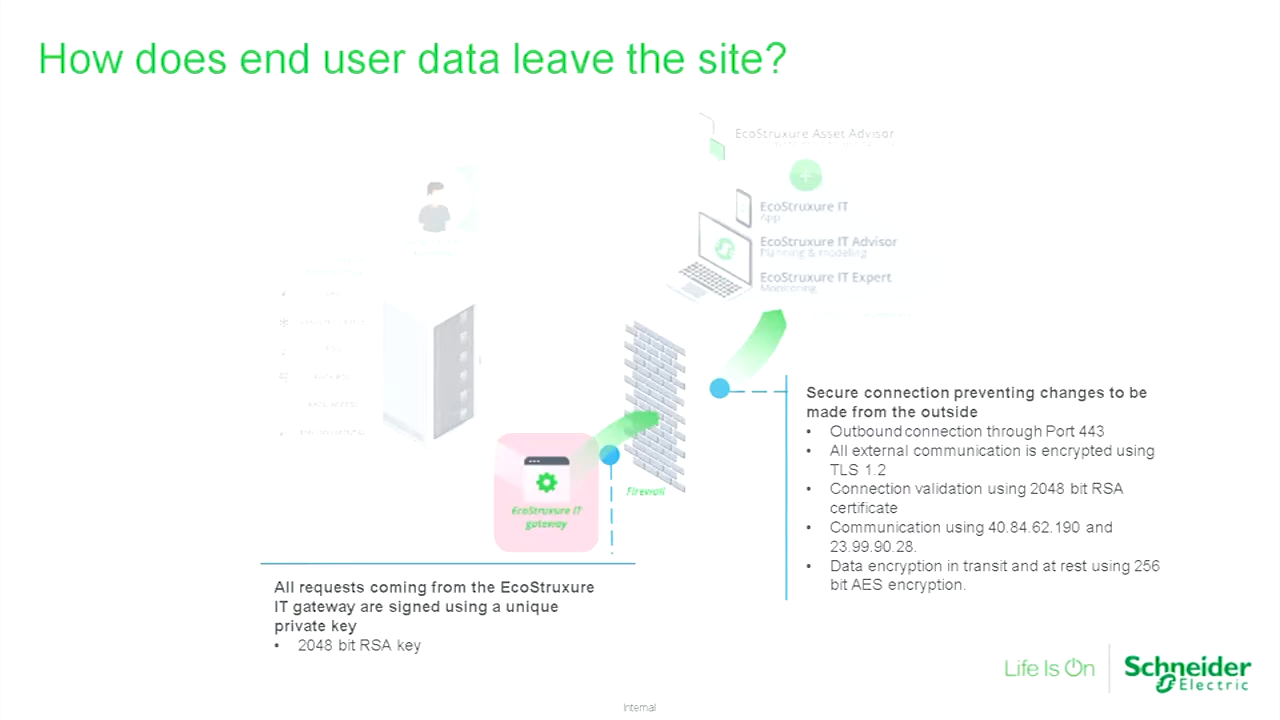 How does end user data leave the site?
EcoStruxure Asset Advisor
EcoStruxure IT
App
EcoStruxure IT Advisor
Planning & modeling
EcoStruxure IT Expert
Monitoring
Firewall
EcoStruxure IT
gateway
Secure connection preventing changes to be
made from the outside
• Outbound connection through Port 443
• All external communication is encrypted using
TLS 1.2
• Connection validation using 2048 bit RSA
certificate
• Communication using 40.84.62.190 and
23.99.90.28.
• Data encryption in transit and at rest using 256
bit AES encryption.
All requests coming from the EcoStruxure
IT gateway are signed using a unique
private key
• 2048 bit RSA key
Life Is On
Schneider
Electric
Internal